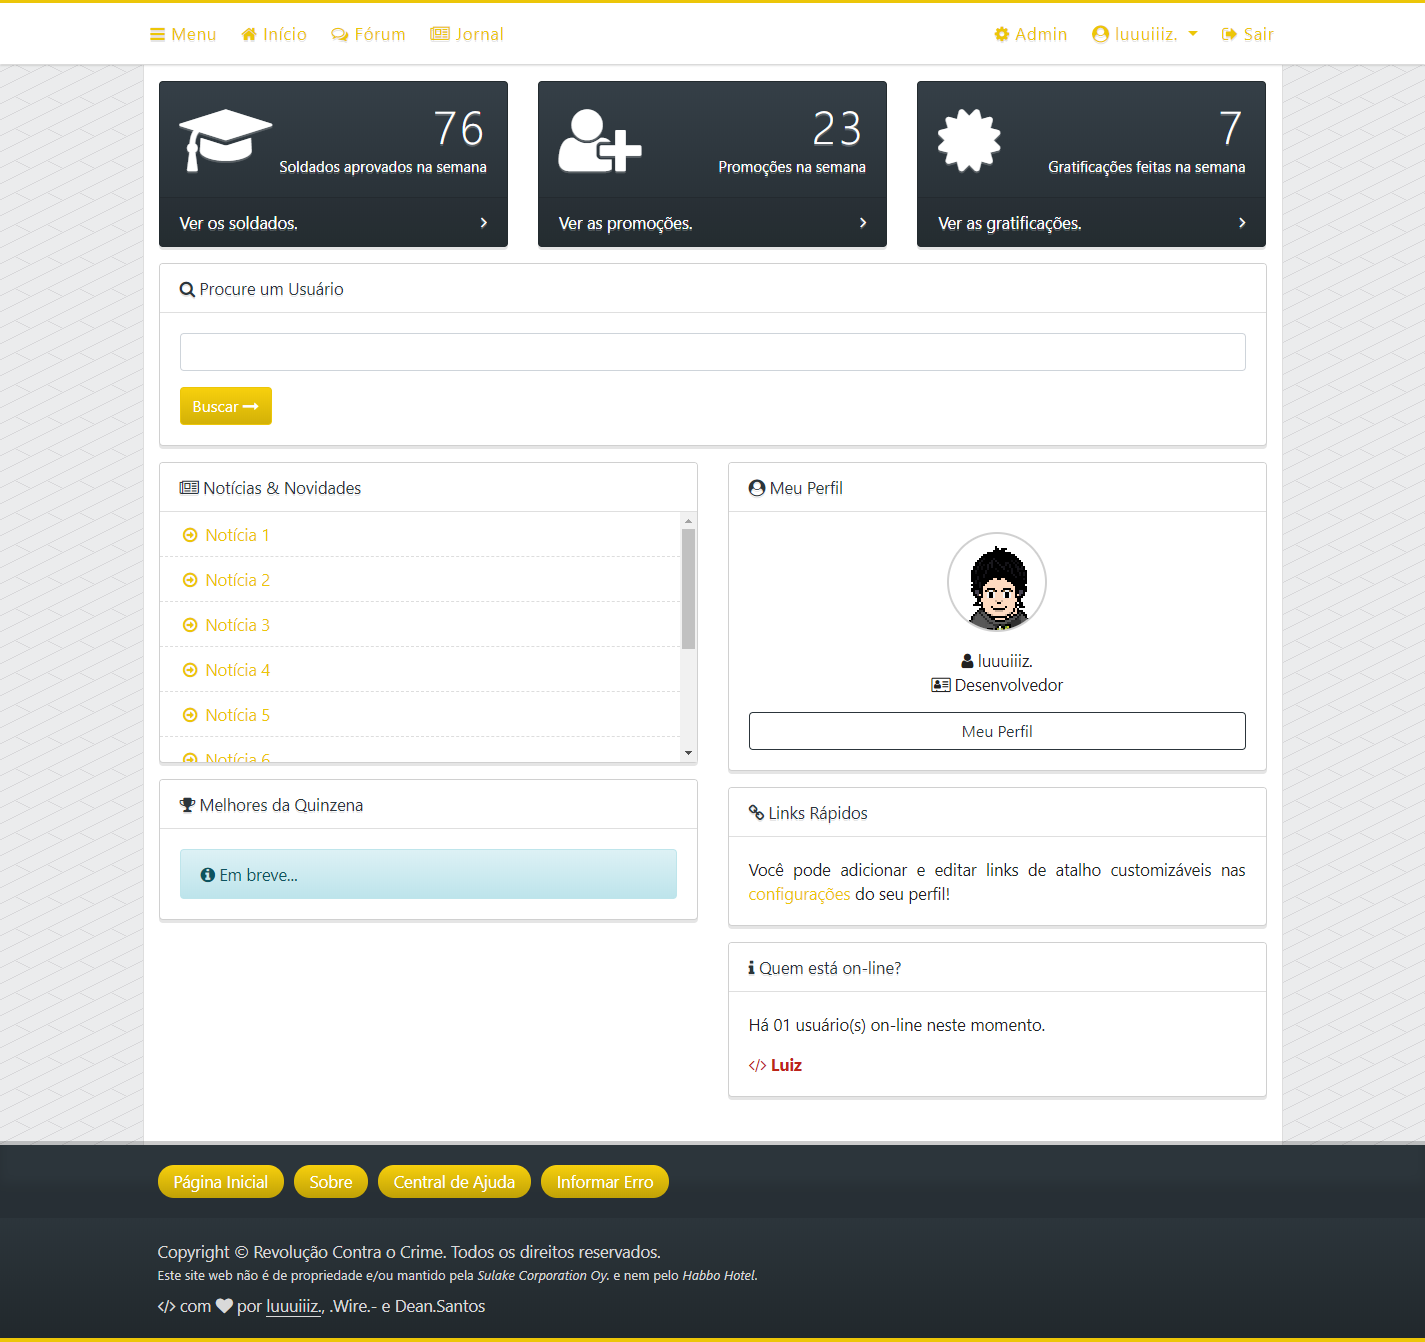 Menu Início Fórum Jornal Admin luuuiiiz. Sair
76
Soldados aprovados na semana
Ver os soldados.
23
Promoções na semana
Ver as promoções.
7
Gratificações feitas na semana
Ver as gratificações.
Procure um Usuário
Buscar
Notícias & Novidades
Notícia 1
Notícia 2
Notícia 3
Notícia 4
Notícia 5
Notícia 6
Melhores da Quinzena
Em breve...
Meu Perfil
luuuiiiz.
Desenvolvedor
Meu Perfil
Links Rápidos
Você pode adicionar e editar links de atalho customizáveis nas
configurações do seu perfil!
Quem está on-line?
Há 01 usuário(s) on-line neste momento.
Luiz
Página Inicial Sobre Central de Ajuda Informar Erro
Copyright © Revolução Contra o Crime. Todos os direitos reservados.
Este site web não é de propriedade e/ou mantido pela Sulake Corporation Oy. e nem pelo Habbo Hotel.
</> com ❤ por luuuiiiz., .Wire.- e Dean.Santos